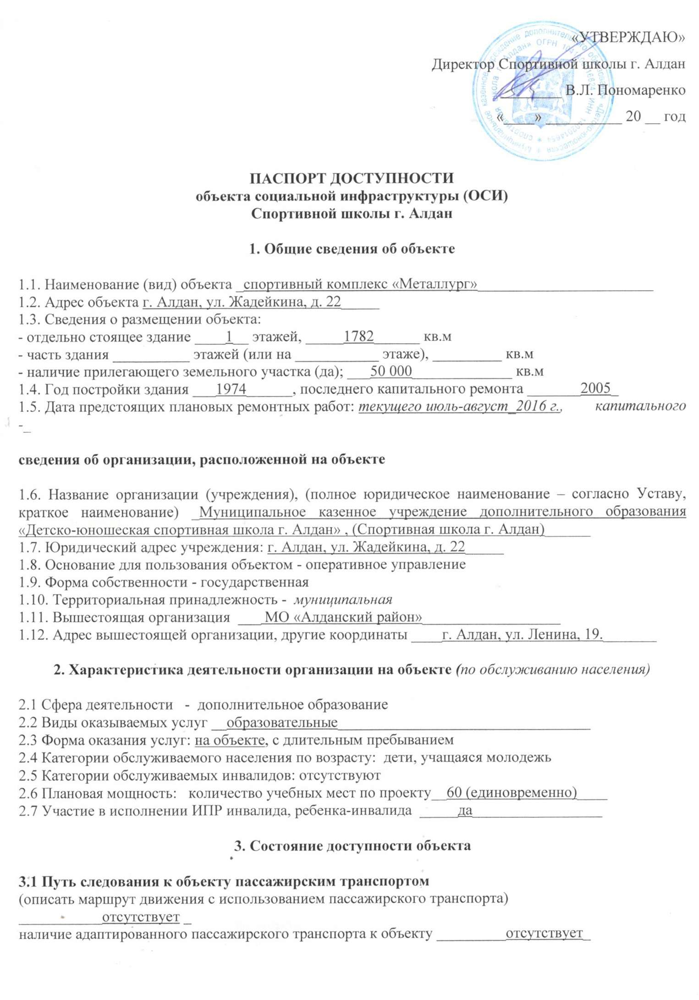 «УТВЕРЖДАЮ»
Директор Спортивной школы г. Алдан
________ В.Л. Пономаренко
«____» __________ 20 __ год
ПАСПОРТ ДОСТУПНОСТИ
объекта социальной инфраструктуры (ОСИ)
Спортивной школы г. Алдан
1. Общие сведения об объекте
1.1. Наименование (вид) объекта _спортивный комплекс «Металлург»_______________________
1.2. Адрес объекта г. Алдан, ул. Жадейкина, д. 22_____
1.3. Сведения о размещении объекта:
- отдельно стоящее здание ____1__ этажей, _____1782______ кв.м
- часть здания __________ этажей (или на ___________ этаже), _________ кв.м
- наличие прилегающего земельного участка (да); ___50 000_____________ кв.м
1.4. Год постройки здания ___1974______, последнего капитального ремонта _______2005_
1.5. Дата предстоящих плановых ремонтных работ: текущего июль-август_2016 г., капитального
-_
сведения об организации, расположенной на объекте
1.6. Название организации (учреждения), (полное юридическое наименование – согласно Уставу,
краткое наименование) _Муниципальное казенное учреждение дополнительного образования
«Детско-юношеская спортивная школа г. Алдан» , (Спортивная школа г. Алдан)______
1.7. Юридический адрес учреждения: г. Алдан, ул. Жадейкина, д. 22_____
1.8. Основание для пользования объектом - оперативное управление
1.9. Форма собственности - государственная
1.10. Территориальная принадлежность - муниципальная
1.11. Вышестоящая организация ___ МО «Алданский район»__________________
1.12. Адрес вышестоящей организации, другие координаты ____г. Алдан, ул. Ленина, 19._______
2. Характеристика деятельности организации на объекте (по обслуживанию населения)
2.1 Сфера деятельности - дополнительное образование
2.2 Виды оказываемых услуг __образовательные_________________________________
2.3 Форма оказания услуг: на объекте, с длительным пребыванием
2.4 Категории обслуживаемого населения по возрасту: дети, учащаяся молодежь
2.5 Категории обслуживаемых инвалидов: отсутствуют
2.6 Плановая мощность: количество учебных мест по проекту__60 (единовременно)____
2.7 Участие в исполнении ИПР инвалида, ребенка-инвалида _____да_________________
3. Состояние доступности объекта
3.1 Путь следования к объекту пассажирским транспортом
(описать маршрут движения с использованием пассажирского транспорта)
___________отсутствует _
наличие адаптированного пассажирского транспорта к объекту _________отсутствует_